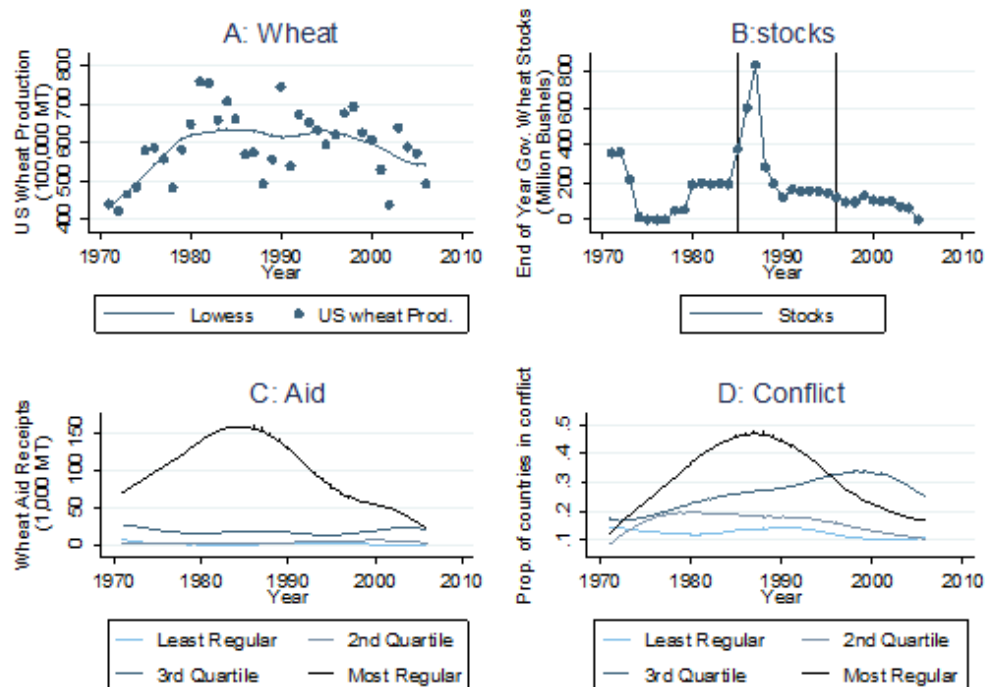 A: Wheat
US Wheat Production
(100,000 MT)
400 500 600 700 800
1970 1980 1990 2000 2010
Year
Lowess US wheat Prod.
B:stocks
End of Year Gov. Wheat Stocks
( Million Bushels)
0 200 400 600 800
1970 1980 1990 2000 2010
Year
Stocks
C: Aid
Wheat Aid Receipts
(1,000 MT)
0 50 100 150
1970 1980 1990 2000 2010
Year
Least Regular 2nd Quartile
3rd Quartile Most Regular
D: Conflict
Prop. of countries in conflict
.1 .2 .3 .4 .5
1970 1980 1990 2000 2010
Year
Least Regular 2nd Quartile
3rd Quartile Most Regular